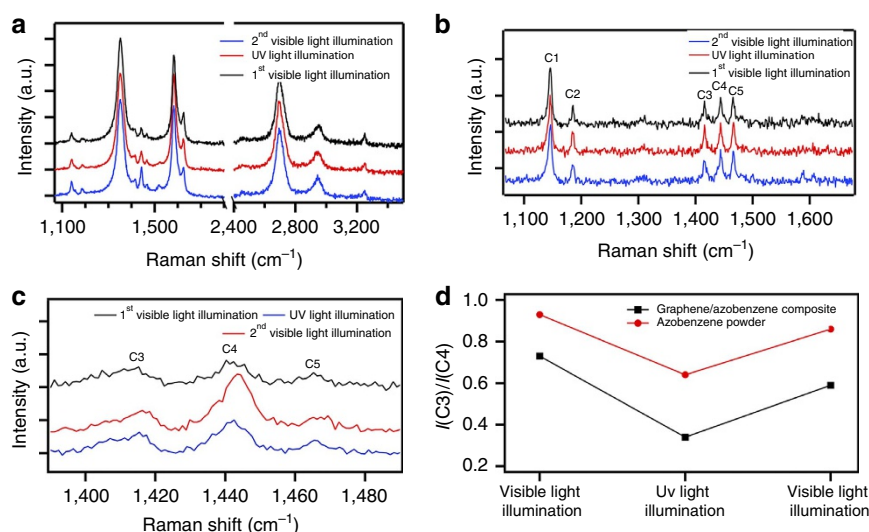 a
2nd visible light illumination
UV light illumination
1st visible light illumination
Intensity (a.u.)
1,100 1,500 2,400 2,800 3,200
Raman shift (cm–1)
b
2nd visible light illumination
UV light illumination
1st visible light illumination
C1
C2
C3
C4
C5
Intensity (a.u.)
1,100 1,200 1,300 1,400 1,500 1,600
Raman shift (cm–1)
c
1st visible light illumination UV light illumination
2nd visible light illumination
C3 C4 C5
Intensity (a.u.)
1,400 1,420 1,440 1,460 1,480
Raman shift (cm–1)
d
Graphene/azobenzene composite
Azobenzene powder
I(C3)/I(C4)
1.0
0.8
0.6
0.4
0.2
Visible light illumination
Uv light illumination
Visible light illumination